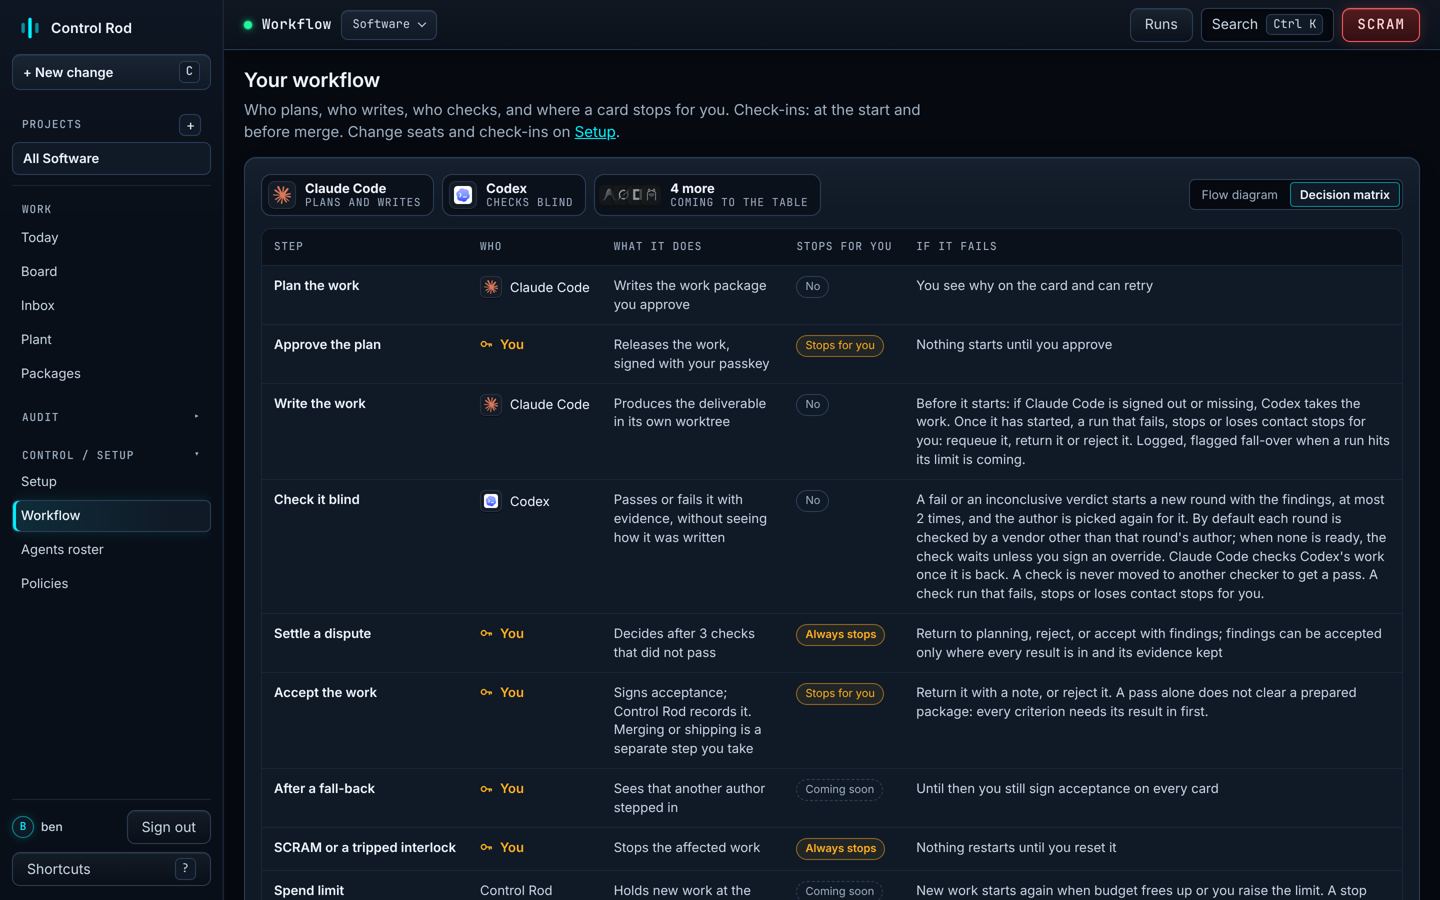 Control Rod
+ New change C
PROJECTS +
All Software
WORK
Today
Board
Inbox
Plant
Packages
AUDIT
CONTROL / SETUP
Setup
Workflow
Agents roster
Policies
B ben Sign out
Shortcuts ?
Workflow Software Runs Search Ctrl K SCRAM
Your workflow
Who plans, who writes, who checks, and where a card stops for you. Check-ins: at the start and
before merge. Change seats and check-ins on Setup.
Claude Code
PLANS AND WRITES
Codex
CHECKS BLIND
4 more
COMING TO THE TABLE
Flow diagram Decision matrix
STEP WHO WHAT IT DOES STOPS FOR YOU IF IT FAILS
Plan the work Claude Code Writes the work package No You see why on the card and can retry
you approve
Approve the plan You Releases the work, Stops for you Nothing starts until you approve
signed with your passkey
Write the work Claude Code Produces the deliverable No Before it starts: if Claude Code is signed out or missing, Codex takes the
in its own worktree work. Once it has started, a run that fails, stops or loses contact stops for
you: requeue it, return it or reject it. Logged, flagged fall-over when a run hits
its limit is coming.
Check it blind Codex Passes or fails it with No A fail or an inconclusive verdict starts a new round with the findings, at most
evidence, without seeing 2 times, and the author is picked again for it. By default each round is
how it was written checked by a vendor other than that round's author; when none is ready, the
check waits unless you sign an override. Claude Code checks Codex's work
once it is back. A check is never moved to another checker to get a pass. A
check run that fails, stops or loses contact stops for you.
Settle a dispute You Decides after 3 checks Always stops Return to planning, reject, or accept with findings; findings can be accepted
that did not pass only where every result is in and its evidence kept
Accept the work You Signs acceptance; Stops for you Return it with a note, or reject it. A pass alone does not clear a prepared
Control Rod records it. package: every criterion needs its result in first.
Merging or shipping is a
separate step you take
After a fall-back You Sees that another author Coming soon Until then you still sign acceptance on every card
stepped in
SCRAM or a tripped interlock You Stops the affected work Always stops Nothing restarts until you reset it
Spend limit Control Rod Holds new work at the Coming soon New work starts again when budget frees up or you raise the limit. A stop